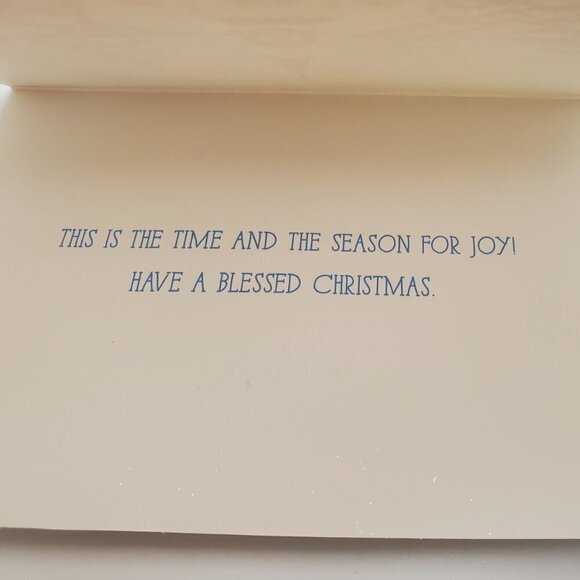 THIS IS THE TIME AND THE SEASON FOR JOY!
HAVE A BLESSED CHRISTMAS.